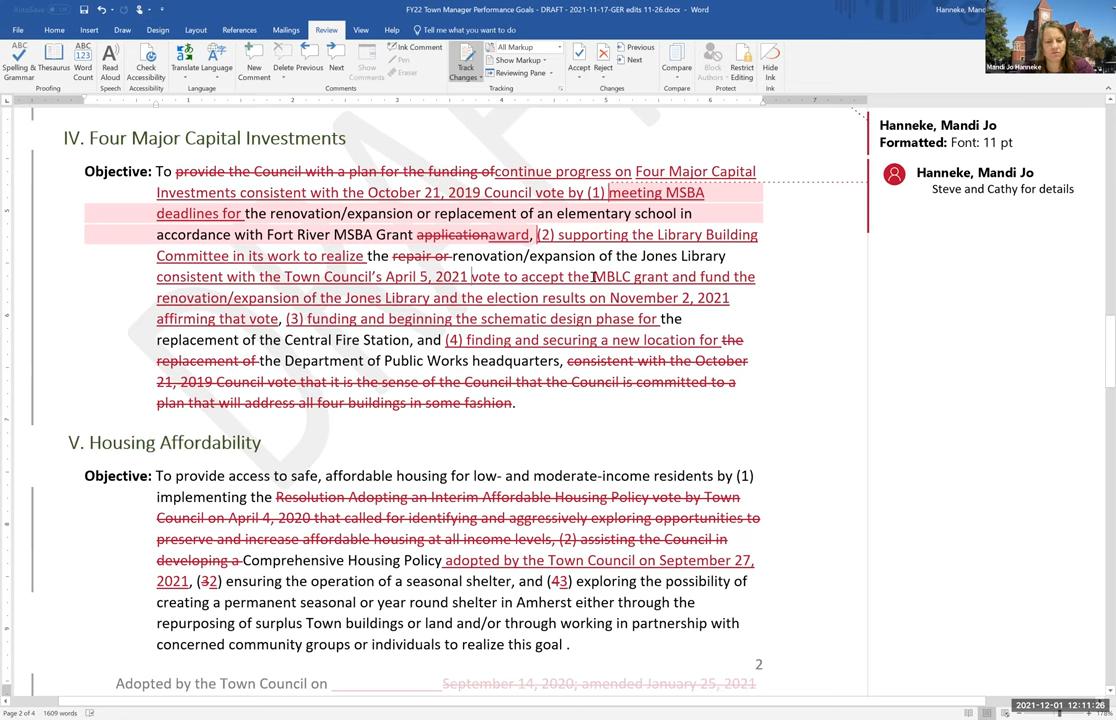 AutoSave Off
FY22 Town Manager Performance Goals - DRAFT - 2021-11-17-GER edits 11-26.docx - Word
Hanneke, Mandi Jo
File Home Insert Draw Design Layout References Mailings Review View Help Tell me what you want to do
Spelling & Grammar
Thesaurus
Word Count
Read Aloud
Check Accessibility
Translate
Language
New Comment
Delete
Previous
Next
Show Comments
Ink Comment
Pen
Eraser
Track Changes
All Markup
Show Markup
Reviewing Pane
Accept
Reject
Previous
Next
Compare
Block Authors
Restrict Editing
Hide Ink
Proofing Speech Accessibility Language Comments Tracking Changes Compare Protect Ink
Mandi Jo Hanneke
IV. Four Major Capital Investments
Objective: To provide the Council with a plan for the funding ofcontinue progress on Four Major Capital
Investments consistent with the October 21, 2019 Council vote by (1) meeting MSBA
deadlines for the renovation/expansion or replacement of an elementary school in
accordance with Fort River MSBA Grant applicationaward, (2) supporting the Library Building
Committee in its work to realize the repair or renovation/expansion of the Jones Library
consistent with the Town Council's April 5, 2021 vote to accept the MBLC grant and fund the
renovation/expansion of the Jones Library and the election results on November 2, 2021
affirming that vote, (3) funding and beginning the schematic design phase for the
replacement of the Central Fire Station, and (4) finding and securing a new location for the
replacement of the Department of Public Works headquarters, consistent with the October
21, 2019 Council vote that it is the sense of the Council that the Council is committed to a
plan that will address all four buildings in some fashion.
V. Housing Affordability
Objective: To provide access to safe, affordable housing for low- and moderate-income residents by (1)
implementing the Resolution Adopting an Interim Affordable Housing Policy vote by Town
Council on April 4, 2020 that called for identifying and aggressively exploring opportunities to
preserve and increase affordable housing at all income levels, (2) assisting the Council in
developing a Comprehensive Housing Policy adopted by the Town Council on September 27,
2021, (32) ensuring the operation of a seasonal shelter, and (43) exploring the possibility of
creating a permanent seasonal or year round shelter in Amherst either through the
repurposing of surplus Town buildings or land and/or through working in partnership with
concerned community groups or individuals to realize this goal .
2
Adopted by the Town Council on ____________September 14, 2020; amended January 25, 2021
Hanneke, Mandi Jo
Formatted: Font: 11 pt
Hanneke, Mandi Jo
Steve and Cathy for details
DRAFT
Page 2 of 4 1609 words
2021-12-01 12:11:26